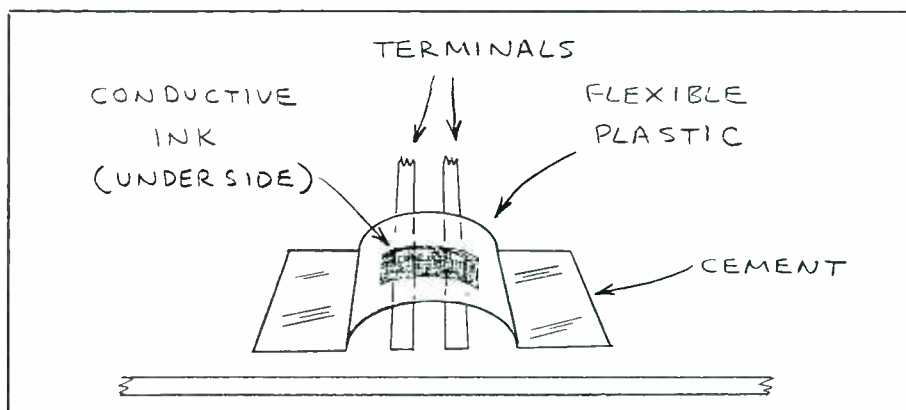 TERMINALS
CONDUCTIVE
INK
(UNDERSIDE)
FLEXIBLE
PLASTIC
CEMENT